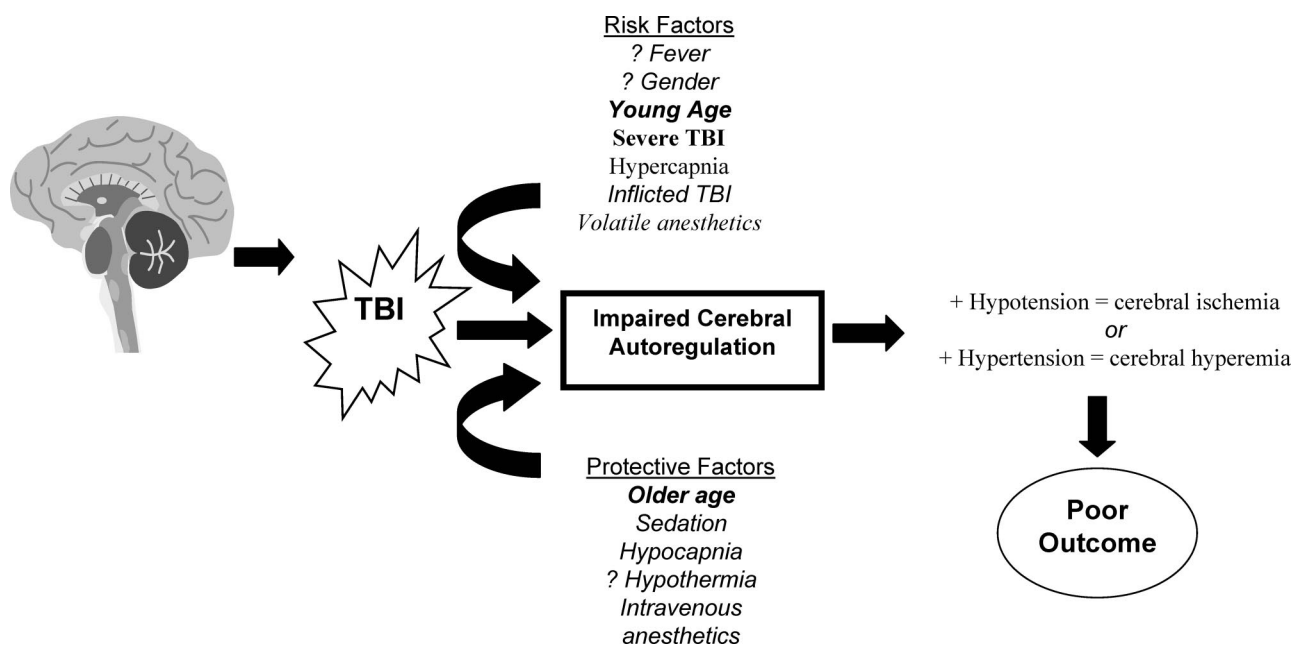 Risk Factors
? Fever
? Gender
Young Age
Severe TBI
Hypercapnia
Inflicted TBI
Volatile anesthetics
TBI
Impaired Cerebral
Autoregulation
+ Hypotension = cerebral ischemia
or
+ Hypertension = cerebral hyperemia
Protective Factors
Older age
Sedation
Hypocapnia
? Hypothermia
Intravenous
anesthetics
Poor
Outcome